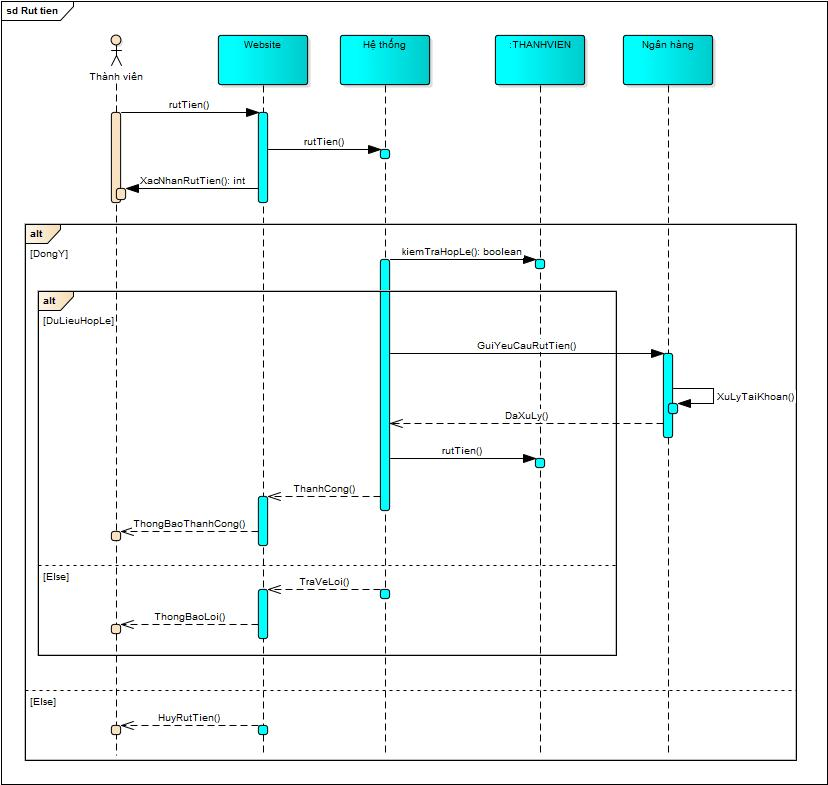 sd Rut tien
Thành viên
Website
Hệ thống
:THANHVIEN
Ngân hàng
rutTien()
rutTien()
XacNhanRutTien(): int
alt
[DongY]
kiemTraHopLe(): boolean
alt
[DuLieuHopLe]
GuiYeuCauRutTien()
XuLyTaiKhoan()
DaXuLy()
rutTien()
ThanhCong()
ThongBaoThanhCong()
[Else]
TraVeLoi()
ThongBaoLoi()
[Else]
HuyRutTien()